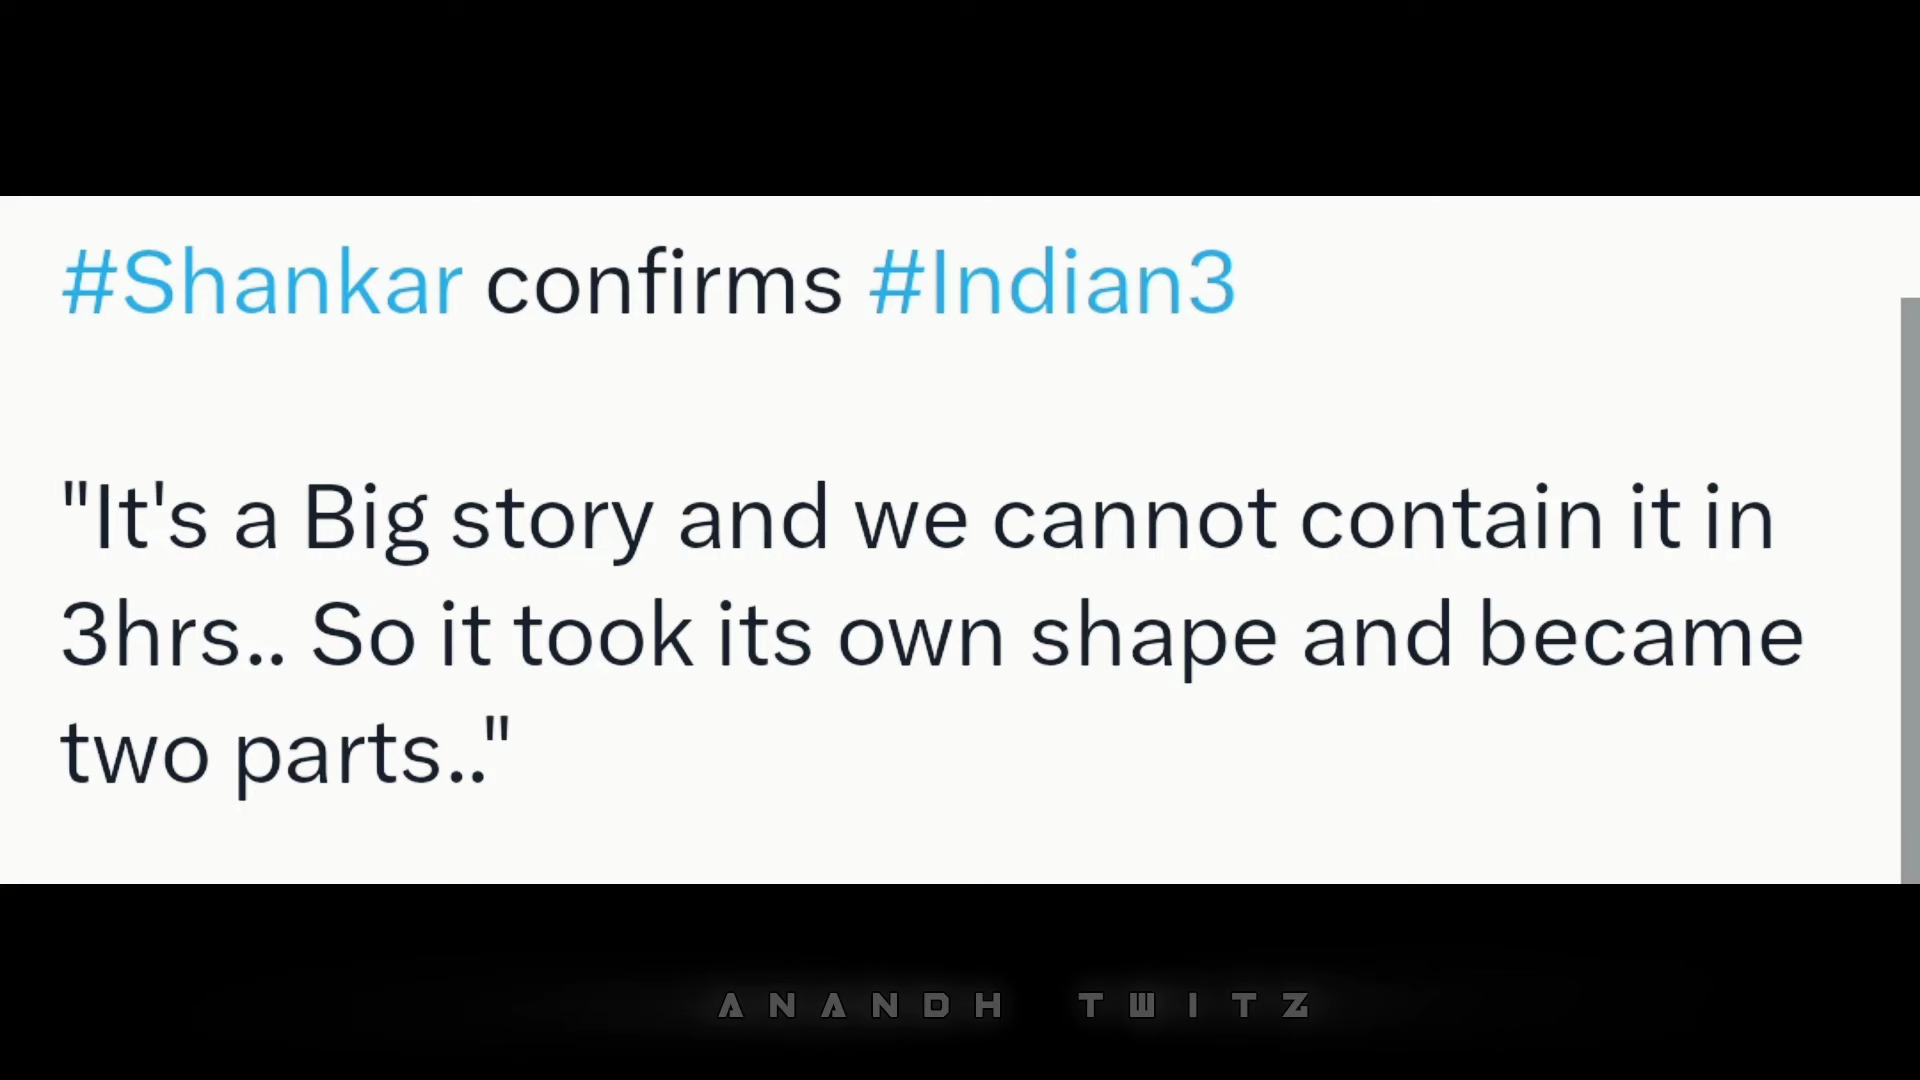 #Shankar confirms #Indian3
"It's a Big story and we cannot contain it in
3hrs.. So it took its own shape and became
two parts.."
ANANDH TWITZ